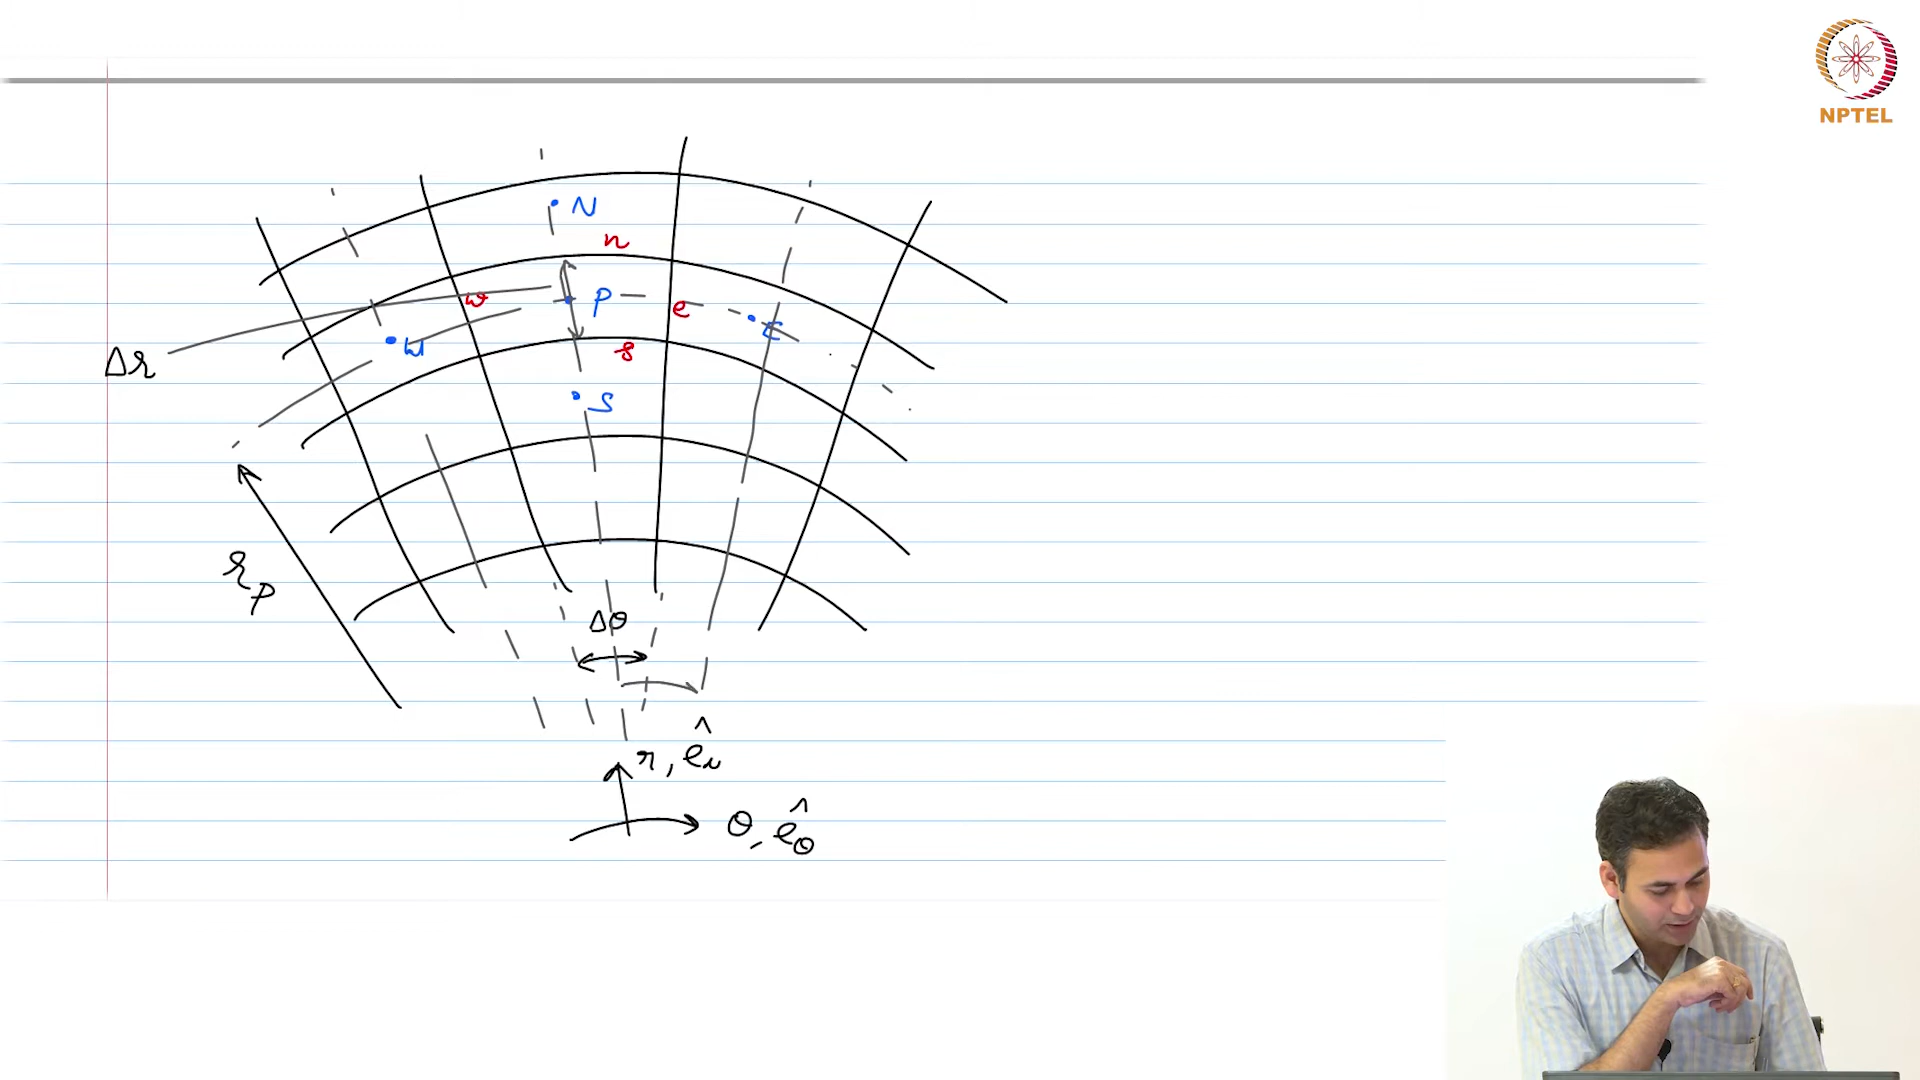 NPTEL
N
n
w P e E
W
Δr
s
S
r_P
Δθ
r, ê_r
θ, ê_θ